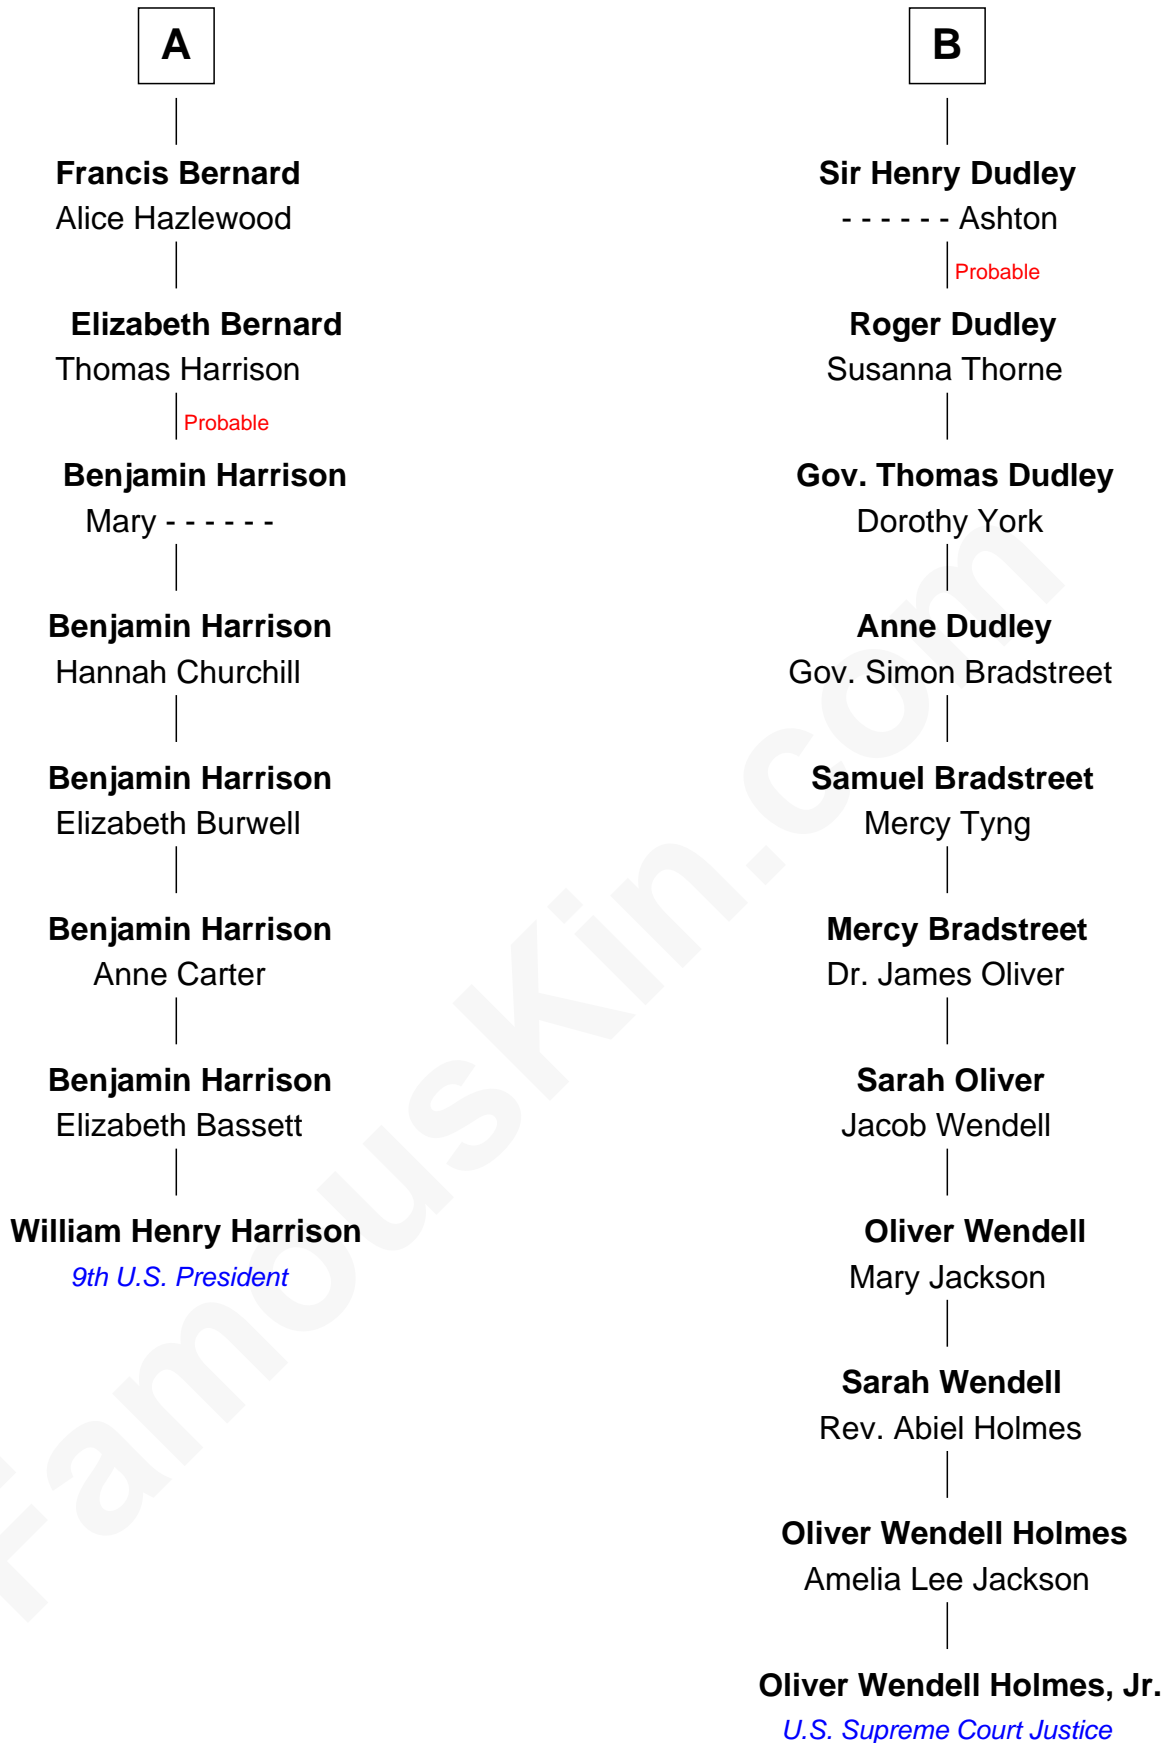 A
Francis Bernard
Alice Hazlewood
Elizabeth Bernard
Thomas Harrison
Probable
Benjamin Harrison
Mary - - - - - -
Benjamin Harrison
Hannah Churchill
Benjamin Harrison
Elizabeth Burwell
Benjamin Harrison
Anne Carter
Benjamin Harrison
Elizabeth Bassett
William Henry Harrison
9th U.S. President
B
Sir Henry Dudley
- - - - - - Ashton
Probable
Roger Dudley
Susanna Thorne
Gov. Thomas Dudley
Dorothy York
Anne Dudley
Gov. Simon Bradstreet
Samuel Bradstreet
Mercy Tyng
Mercy Bradstreet
Dr. James Oliver
Sarah Oliver
Jacob Wendell
Oliver Wendell
Mary Jackson
Sarah Wendell
Rev. Abiel Holmes
Oliver Wendell Holmes
Amelia Lee Jackson
Oliver Wendell Holmes, Jr.
U.S. Supreme Court Justice
FamousKin.com